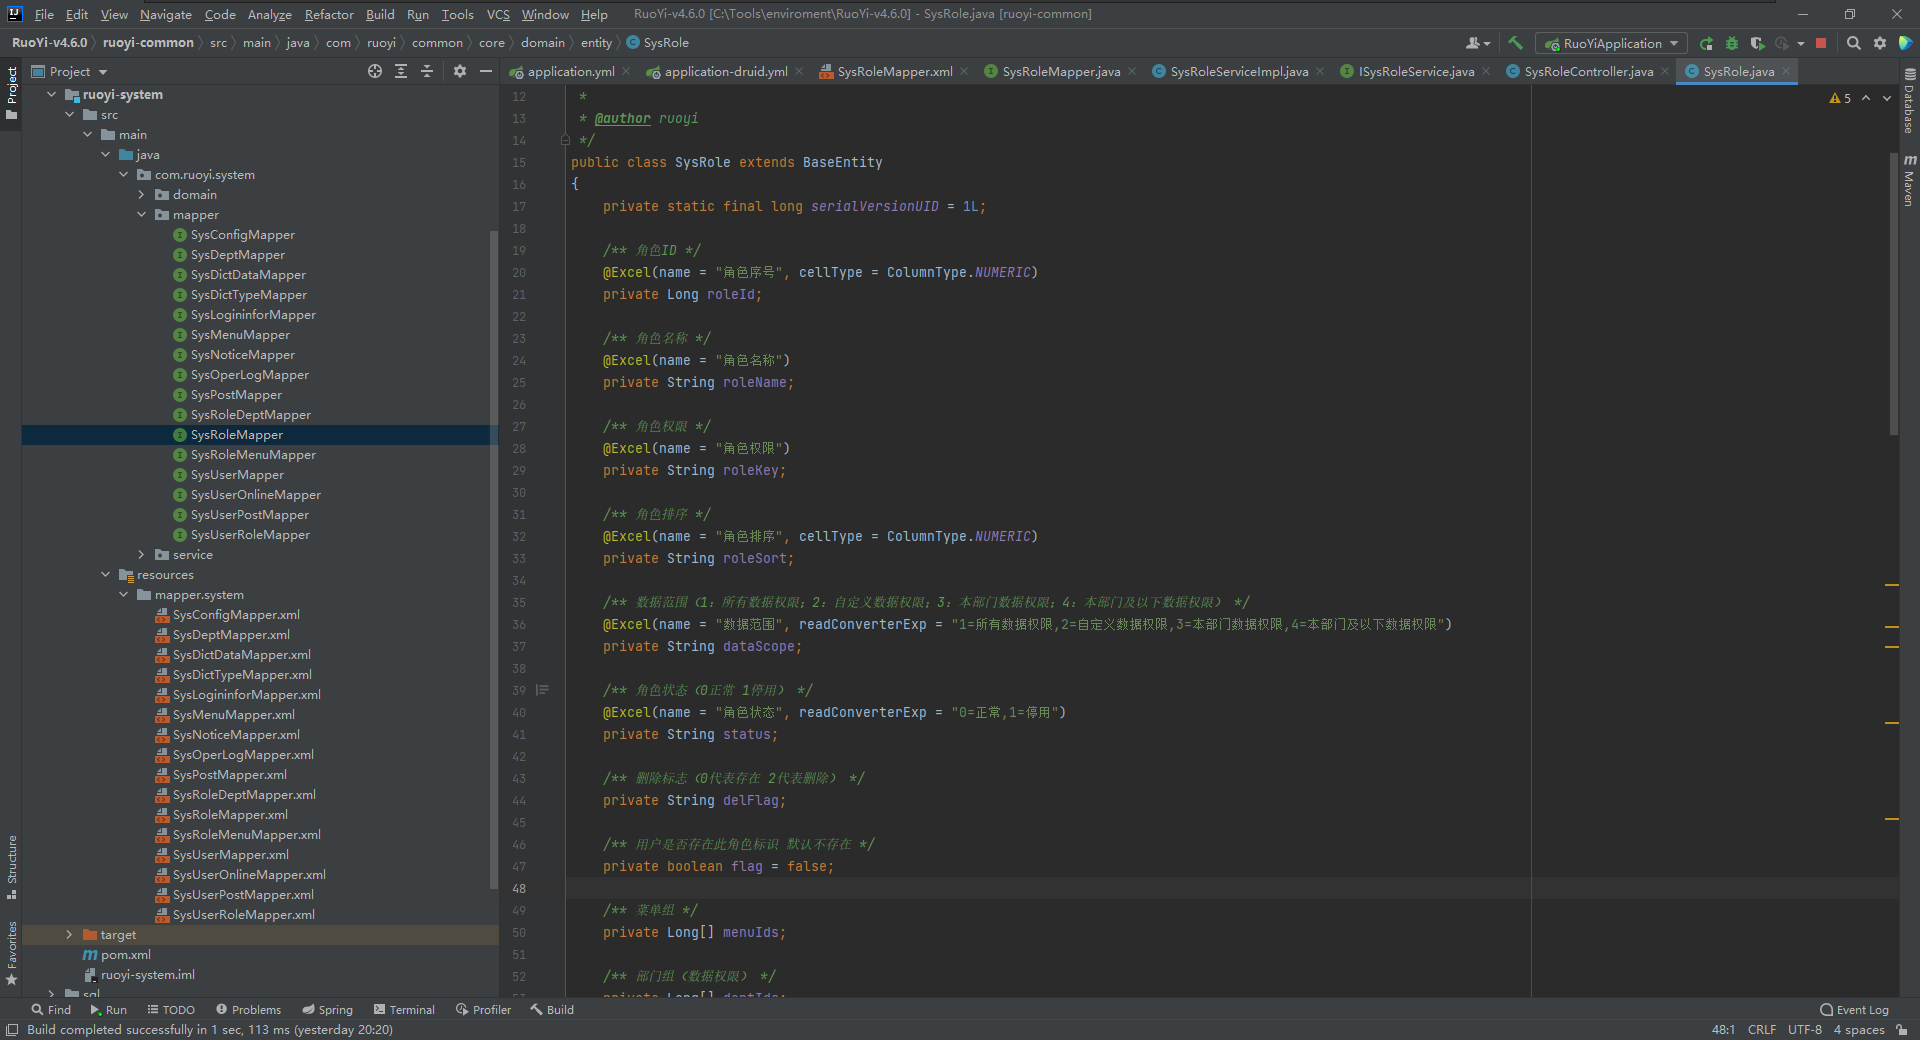 File Edit View Navigate Code Analyze Refactor Build Run Tools VCS Window Help RuoYi-v4.6.0 [C:\Tools\enviroment\RuoYi-v4.6.0] - SysRole.java [ruoyi-common]
RuoYi-v4.6.0 ruoyi-common src main java com ruoyi common core domain entity SysRole RuoYiApplication
Project
application.yml application-druid.yml SysRoleMapper.xml SysRoleMapper.java SysRoleServiceImpl.java ISysRoleService.java SysRoleController.java SysRole.java
Project
Structure
Favorites
Database
Maven
ruoyi-system
src
main
java
com.ruoyi.system
domain
mapper
SysConfigMapper
SysDeptMapper
SysDictDataMapper
SysDictTypeMapper
SysLogininforMapper
SysMenuMapper
SysNoticeMapper
SysOperLogMapper
SysPostMapper
SysRoleDeptMapper
SysRoleMapper
SysRoleMenuMapper
SysUserMapper
SysUserOnlineMapper
SysUserPostMapper
SysUserRoleMapper
service
resources
mapper.system
SysConfigMapper.xml
SysDeptMapper.xml
SysDictDataMapper.xml
SysDictTypeMapper.xml
SysLogininforMapper.xml
SysMenuMapper.xml
SysNoticeMapper.xml
SysOperLogMapper.xml
SysPostMapper.xml
SysRoleDeptMapper.xml
SysRoleMapper.xml
SysRoleMenuMapper.xml
SysUserMapper.xml
SysUserOnlineMapper.xml
SysUserPostMapper.xml
SysUserRoleMapper.xml
target
pom.xml
ruoyi-system.iml
sql
5
12 *
13 * @author ruoyi
14 */
15 public class SysRole extends BaseEntity
16 {
17 private static final long serialVersionUID = 1L;
18
19 /** 角色ID */
20 @Excel(name = "角色序号", cellType = ColumnType.NUMERIC)
21 private Long roleId;
22
23 /** 角色名称 */
24 @Excel(name = "角色名称")
25 private String roleName;
26
27 /** 角色权限 */
28 @Excel(name = "角色权限")
29 private String roleKey;
30
31 /** 角色排序 */
32 @Excel(name = "角色排序", cellType = ColumnType.NUMERIC)
33 private String roleSort;
34
35 /** 数据范围（1：所有数据权限；2：自定义数据权限；3：本部门数据权限；4：本部门及以下数据权限） */
36 @Excel(name = "数据范围", readConverterExp = "1=所有数据权限,2=自定义数据权限,3=本部门数据权限,4=本部门及以下数据权限")
37 private String dataScope;
38
39 /** 角色状态（0正常 1停用） */
40 @Excel(name = "角色状态", readConverterExp = "0=正常,1=停用")
41 private String status;
42
43 /** 删除标志（0代表存在 2代表删除） */
44 private String delFlag;
45
46 /** 用户是否存在此角色标识 默认不存在 */
47 private boolean flag = false;
48
49 /** 菜单组 */
50 private Long[] menuIds;
51
52 /** 部门组（数据权限） */
53 private Long[] deptIds;
Find Run TODO Problems Spring Terminal Profiler Build Event Log
Build completed successfully in 1 sec, 113 ms (yesterday 20:20) 48:1 CRLF UTF-8 4 spaces